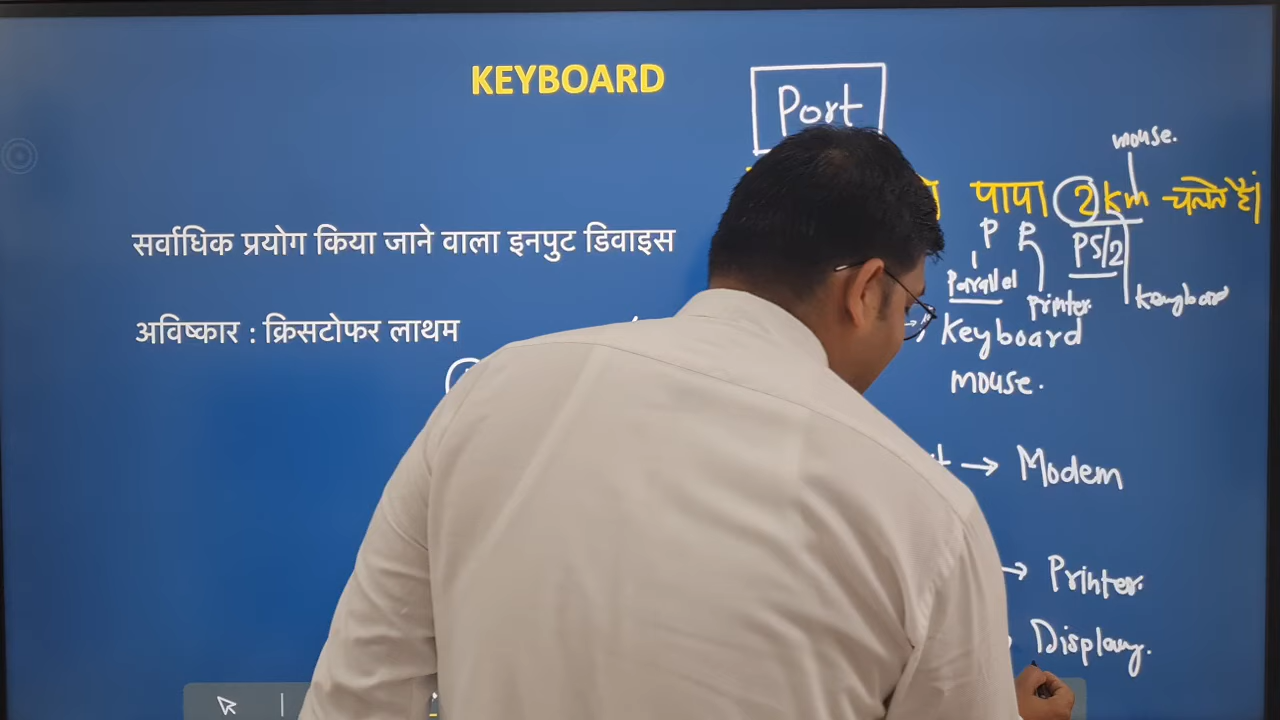 KEYBOARD
Port
mouse.
पापा 2km चलते हैं।
P P PS/2
Parallel
Printer
Keyboard
सर्वाधिक प्रयोग किया जाने वाला इनपुट डिवाइस
अविष्कार : क्रिसटोफर लाथम
→ Keyboard
mouse.
→ Modem
→ Printer.
Display.